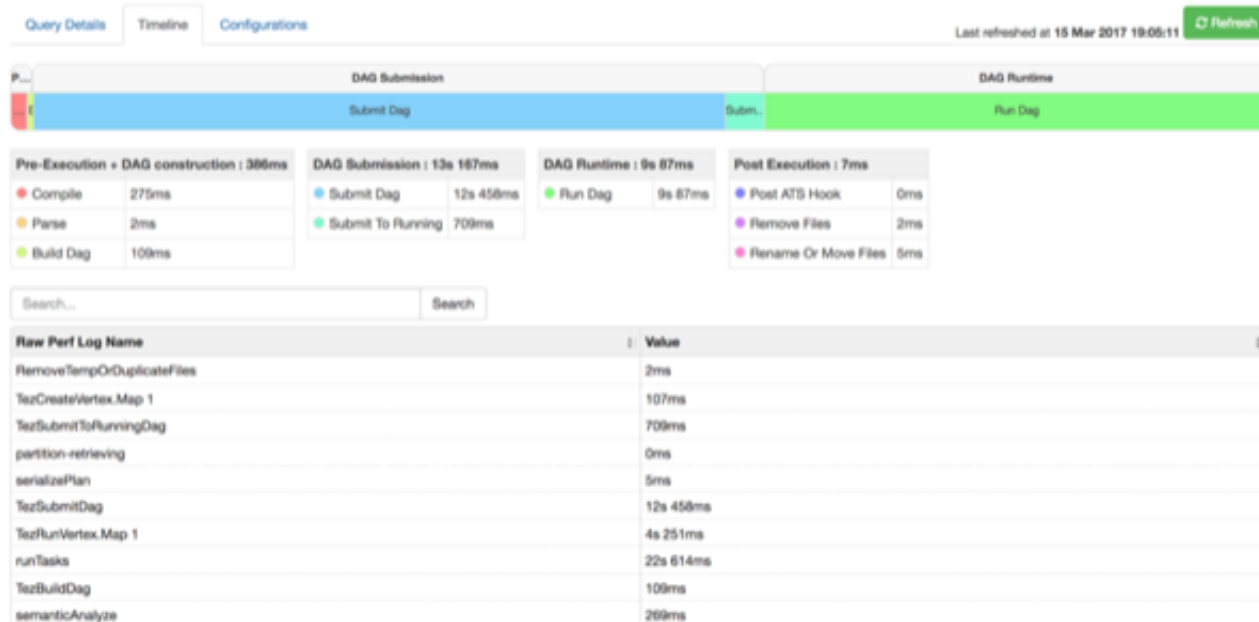 Query Details Timeline Configurations
Last refreshed at 15 Mar 2017 19:05:11 Refresh
P... DAG Submission DAG Runtime
... Submit Dag Subm.. Run Dag
Pre-Execution + DAG construction : 386ms DAG Submission : 13s 167ms DAG Runtime : 9s 87ms Post Execution : 7ms
Compile 275ms Submit Dag 12s 458ms Run Dag 9s 87ms Post ATS Hook 0ms
Parse 2ms Submit To Running 709ms Remove Files 2ms
Build Dag 109ms Rename Or Move Files 5ms
Search... Search
Raw Perf Log Name Value
RemoveTempOrDuplicateFiles 2ms
TezCreateVertex.Map 1 107ms
TezSubmitToRunningDag 709ms
partition-retrieving 0ms
serializePlan 5ms
TezSubmitDag 12s 458ms
TezRunVertex.Map 1 4s 251ms
runTasks 22s 614ms
TezBuildDag 109ms
semanticAnalyze 269ms